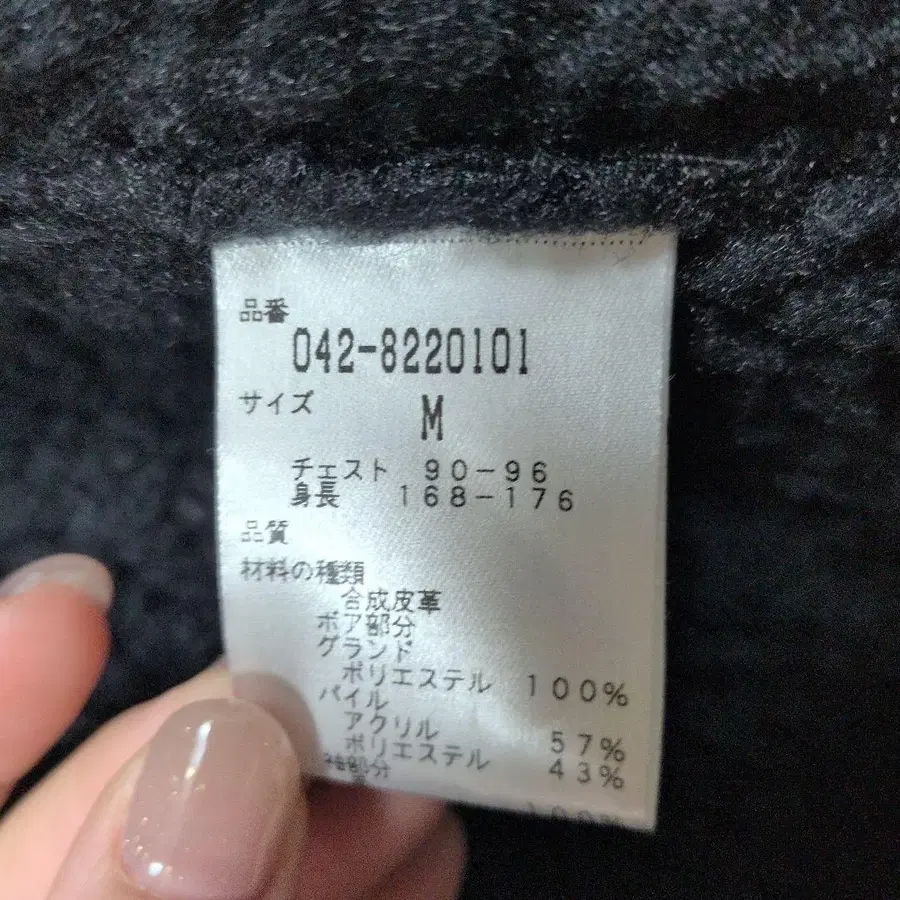 品番
042-8220101
サイズ
M
チェスト 90-96
身長 168-176
品質
材料の種類
合成皮革
ボア部分
グランド
ポリエステル 100%
パイル
アクリル 57%
ポリエステル 43%
部分
100%